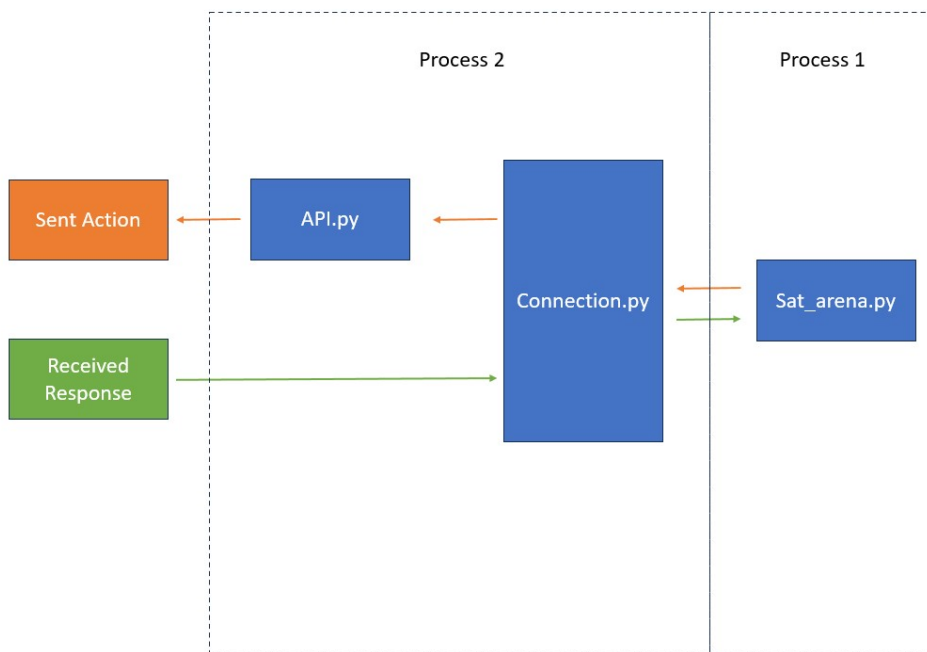 Process 2
Process 1
Sent Action
API.py
Connection.py
Sat_arena.py
Received
Response